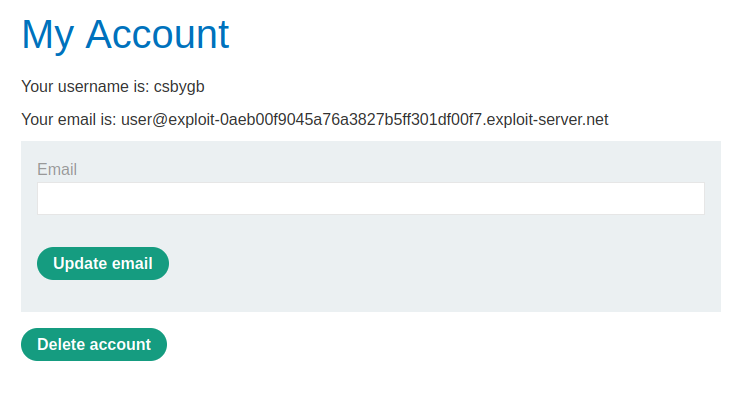 My Account
Your username is: csbygb
Your email is: user@exploit-0aeb00f9045a76a3827b5ff301df00f7.exploit-server.net
Email
Update email
Delete account